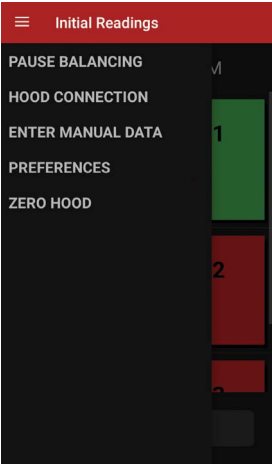 Initial Readings
PAUSE BALANCING
M
HOOD CONNECTION
ENTER MANUAL DATA
1
PREFERENCES
ZERO HOOD
2